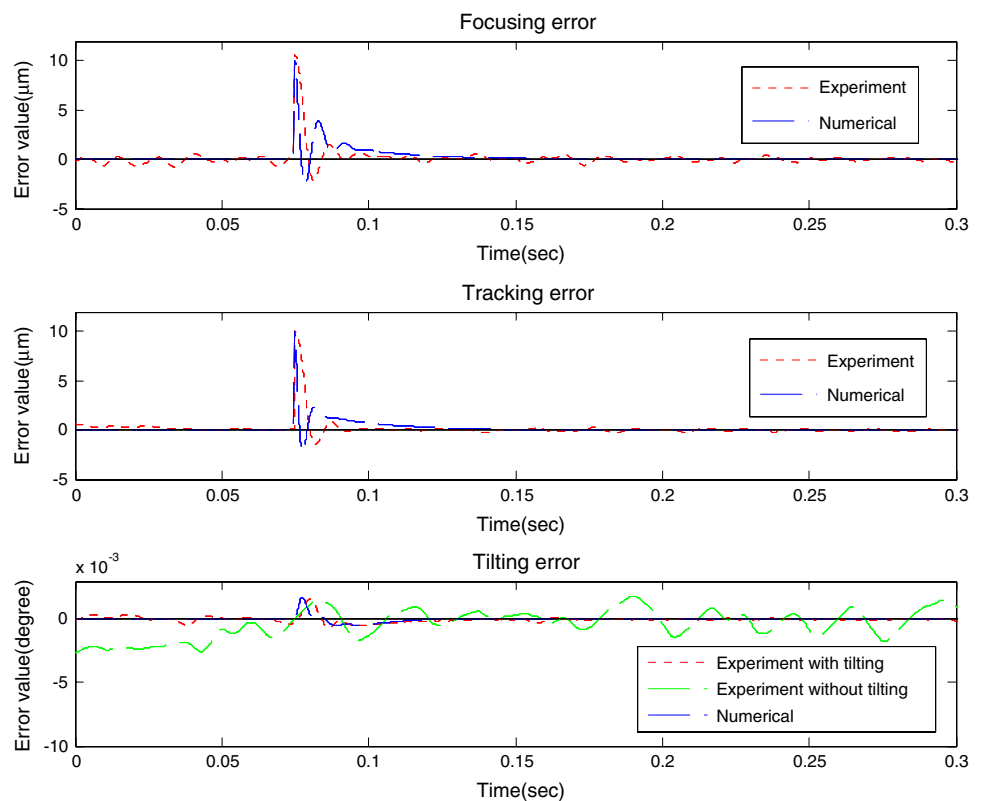 Focusing error
Error value(μm)
10
5
0
-5
Experiment
Numerical
0
0.05
0.1
0.15
0.2
0.25
0.3
Time(sec)
Tracking error
Error value(μm)
10
5
0
-5
Experiment
Numerical
0
0.05
0.1
0.15
0.2
0.25
0.3
Time(sec)
x 10⁻³
Tilting error
Error value(degree)
0
-5
-10
Experiment with tilting
Experiment without tilting
Numerical
0
0.05
0.1
0.15
0.2
0.25
0.3
Time(sec)